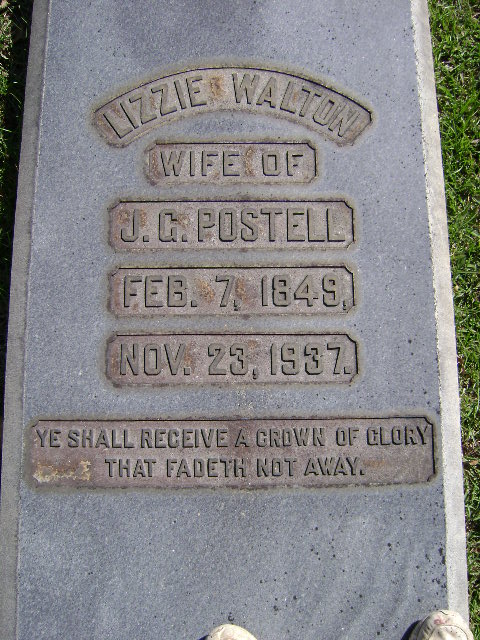 LIZZIE WALTON
WIFE OF
J. C. POSTELL
FEB. 7, 1849,
NOV. 23, 1937.
YE SHALL RECEIVE A CROWN OF GLORY
THAT FADETH NOT AWAY.